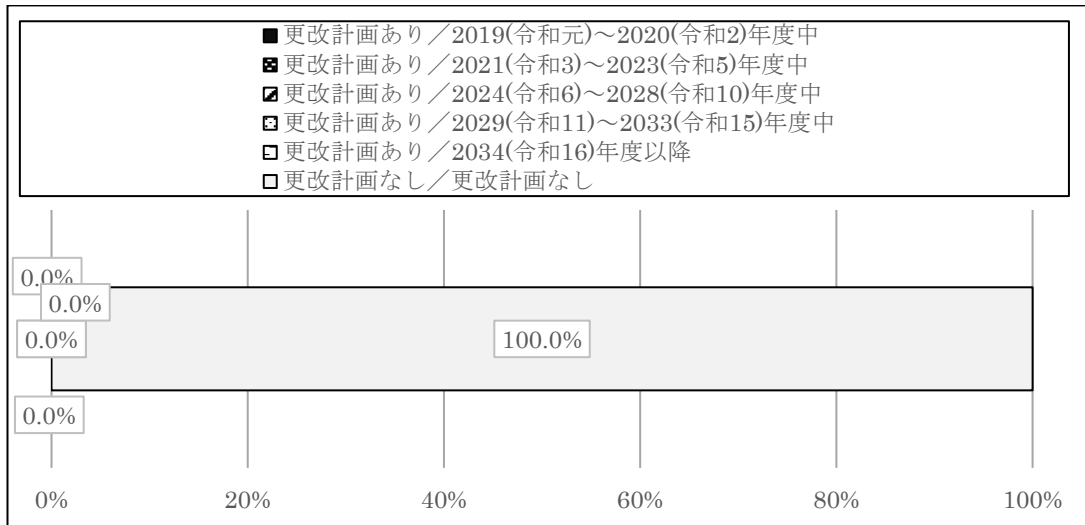 ■更改計画あり／2019(令和元)～2020(令和2)年度中
更改計画あり／2021(令和3)～2023(令和5)年度中
更改計画あり／2024(令和6)～2028(令和10)年度中
更改計画あり／2029(令和11)～2033(令和15)年度中
更改計画あり／2034(令和16)年度以降
□更改計画なし／更改計画なし
0.0%
0.0%
0.0%
100.0%
0.0%
0%
20%
40%
60%
80%
100%